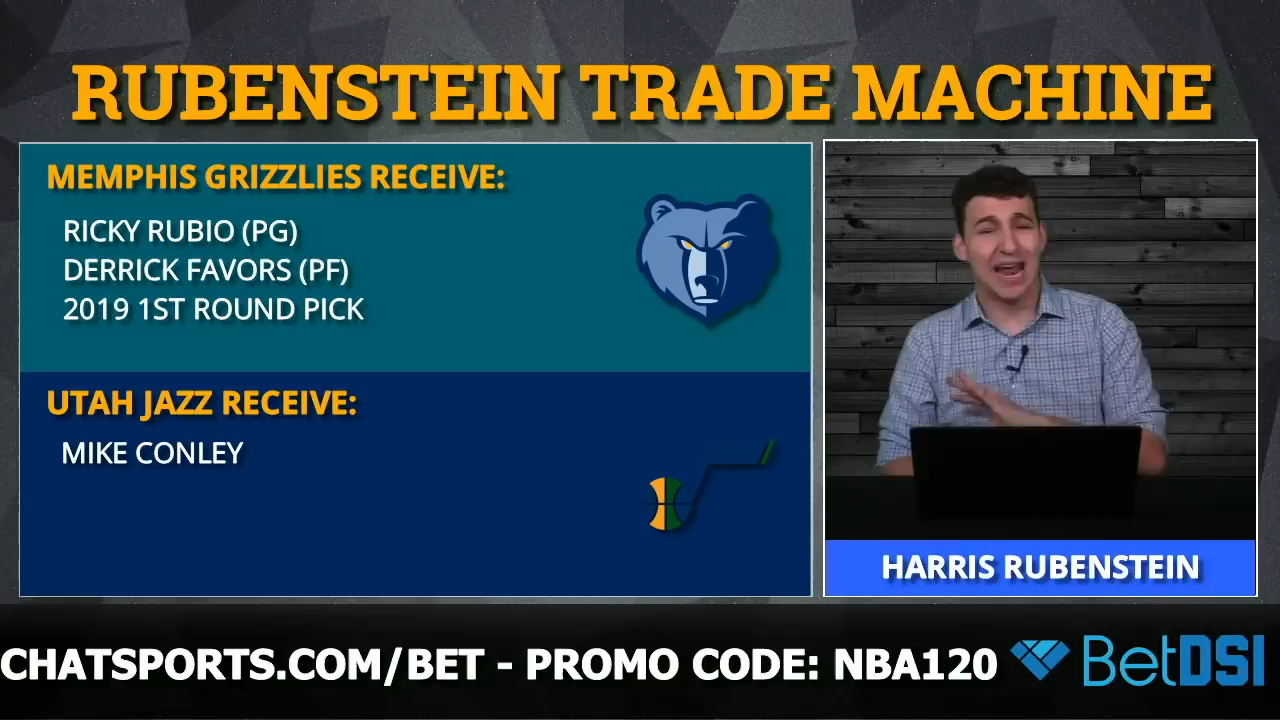 RUBENSTEIN TRADE MACHINE
MEMPHIS GRIZZLIES RECEIVE:
RICKY RUBIO (PG)
DERRICK FAVORS (PF)
2019 1ST ROUND PICK
UTAH JAZZ RECEIVE:
MIKE CONLEY
HARRIS RUBENSTEIN
CHATSPORTS.COM/BET - PROMO CODE: NBA120
BetDSI